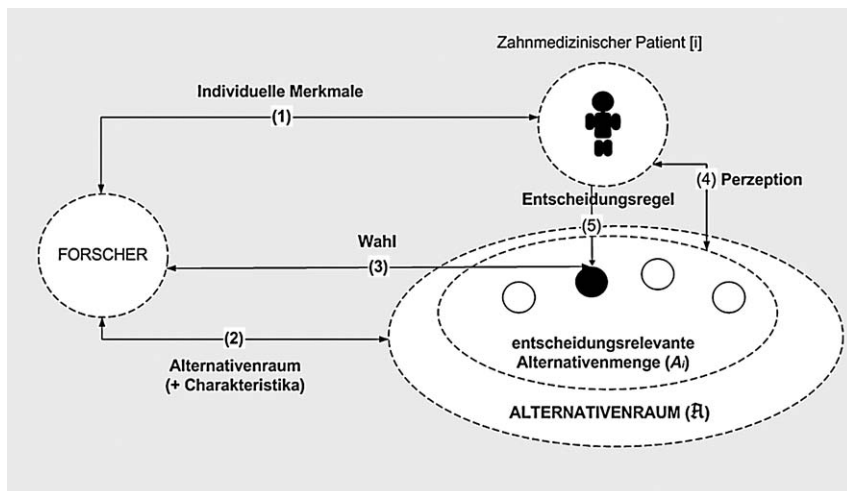 Zahnmedizinischer Patient [i]
Individuelle Merkmale
(1)
(4) Perzeption
Entscheidungsregel
(5)
FORSCHER
Wahl
(3)
(2)
Alternativenraum
(+ Charakteristika)
entscheidungsrelevante
Alternativenmenge (Ai)
ALTERNATIVENRAUM (𝕬)